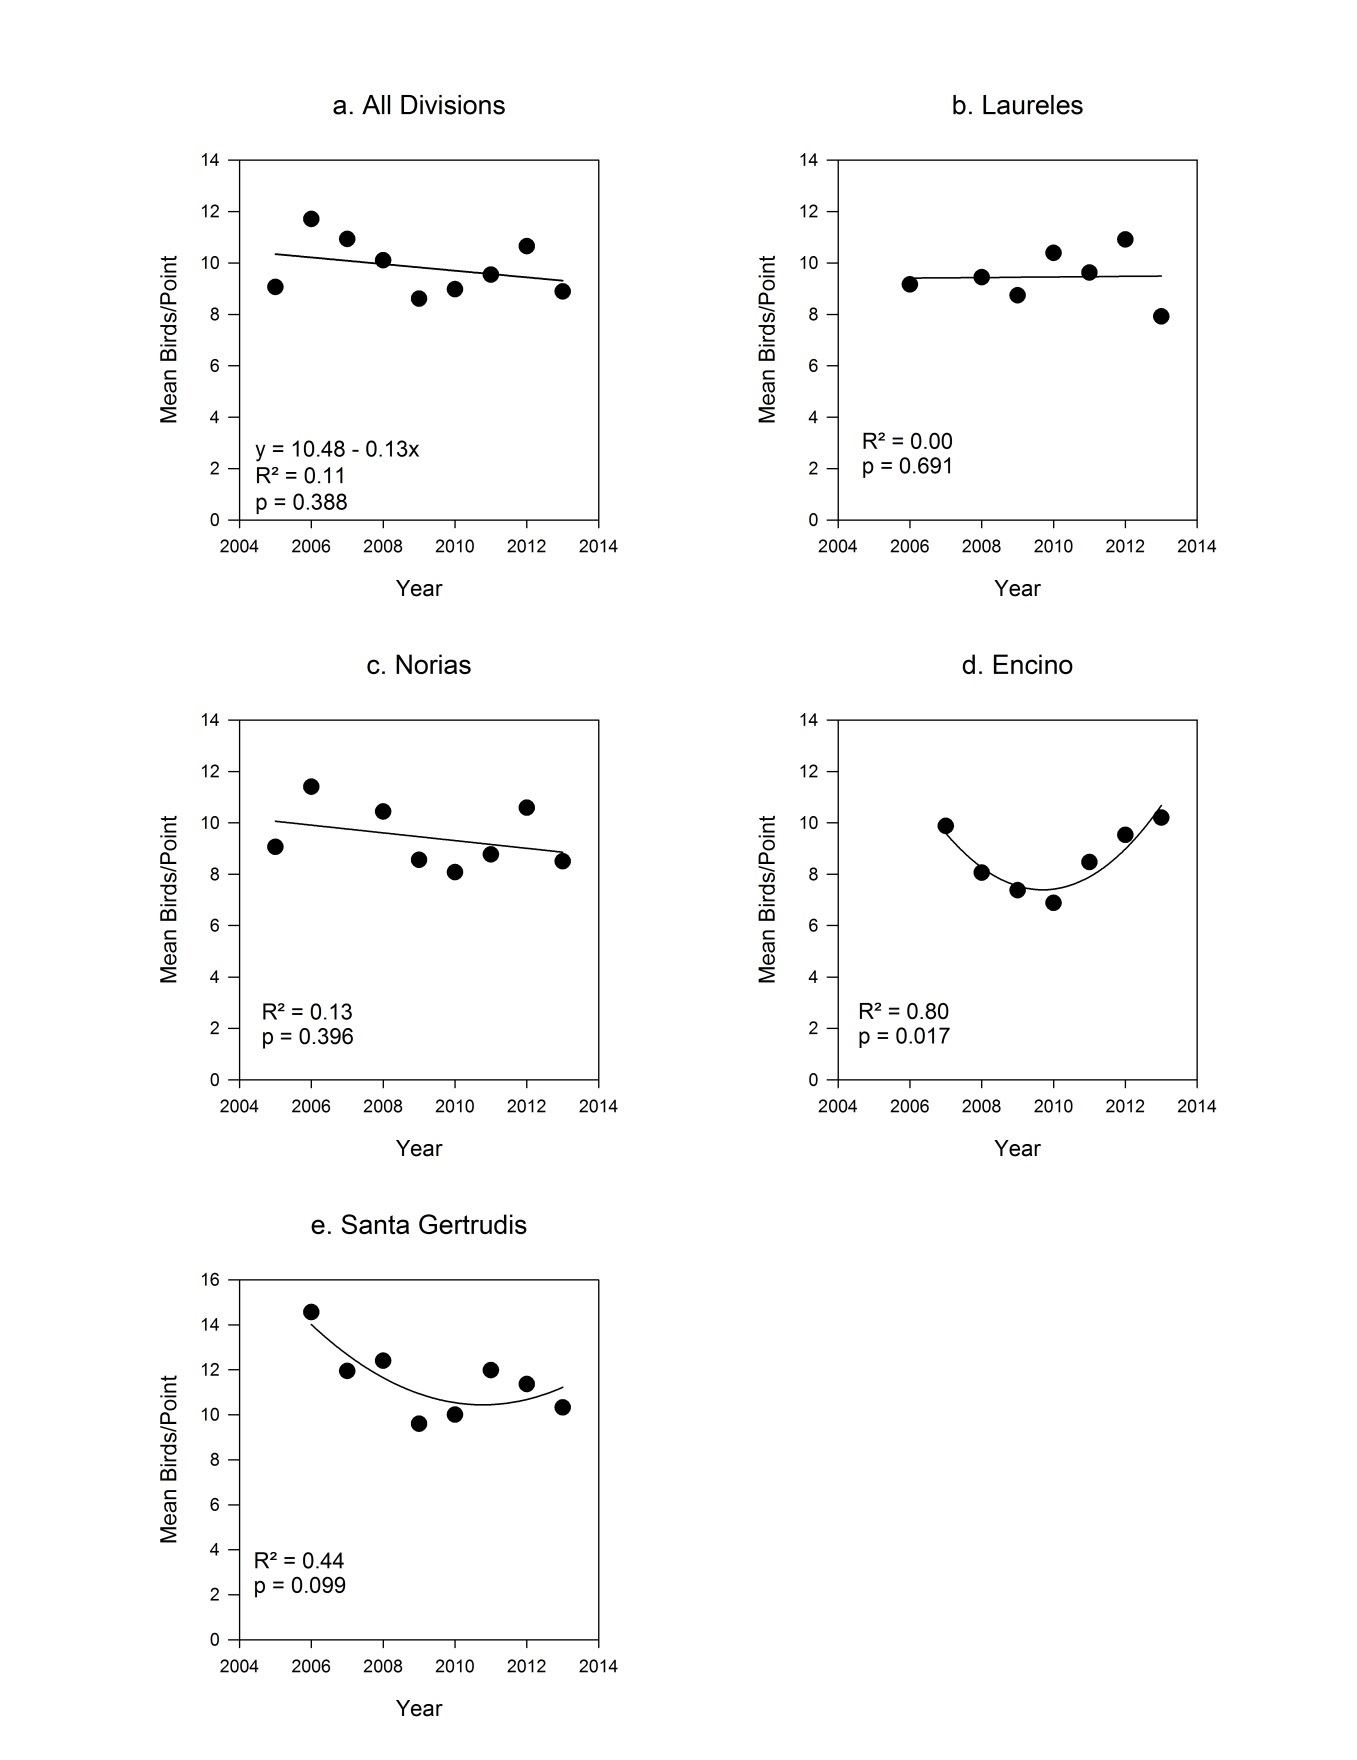 a. All Divisions
14
12
10
8
6
4
2
0
Mean Birds/Point
y = 10.48 - 0.13x
R² = 0.11
p = 0.388
2004 2006 2008 2010 2012 2014
Year
b. Laureles
14
12
10
8
6
4
2
0
Mean Birds/Point
R² = 0.00
p = 0.691
2004 2006 2008 2010 2012 2014
Year
c. Norias
14
12
10
8
6
4
2
0
Mean Birds/Point
R² = 0.13
p = 0.396
2004 2006 2008 2010 2012 2014
Year
d. Encino
14
12
10
8
6
4
2
0
Mean Birds/Point
R² = 0.80
p = 0.017
2004 2006 2008 2010 2012 2014
Year
e. Santa Gertrudis
16
14
12
10
8
6
4
2
0
Mean Birds/Point
R² = 0.44
p = 0.099
2004 2006 2008 2010 2012 2014
Year